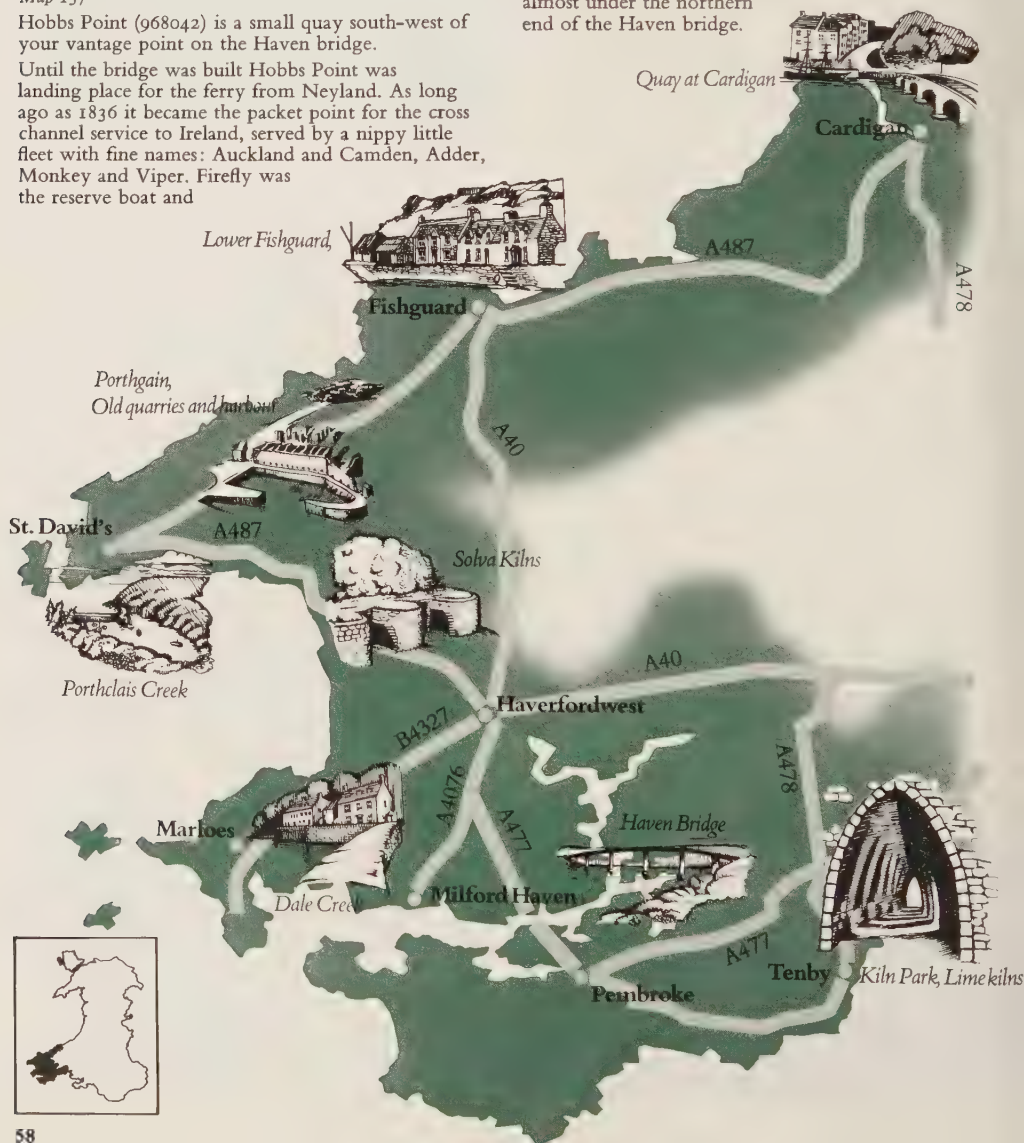 Map 137
Hobbs Point (968042) is a small quay south-west of
your vantage point on the Haven bridge.
Until the bridge was built Hobbs Point was
landing place for the ferry from Neyland. As long
ago as 1836 it became the packet point for the cross
channel service to Ireland, served by a nippy little
fleet with fine names: Auckland and Camden, Adder,
Monkey and Viper. Firefly was
the reserve boat and
almost under the northern
end of the Haven bridge.
Quay at Cardigan
Cardigan
Lower Fishguard,
A487
A478
Fishguard
Porthgain,
Old quarries and harbour
A40
St. David's
A487
Solva Kilns
Porthclais Creek
A40
Haverfordwest
B4327
A4076
A477
A478
Haven Bridge
Marloes
Dale Creek
Milford Haven
A477
Tenby
Kiln Park, Lime kilns
Pembroke
58